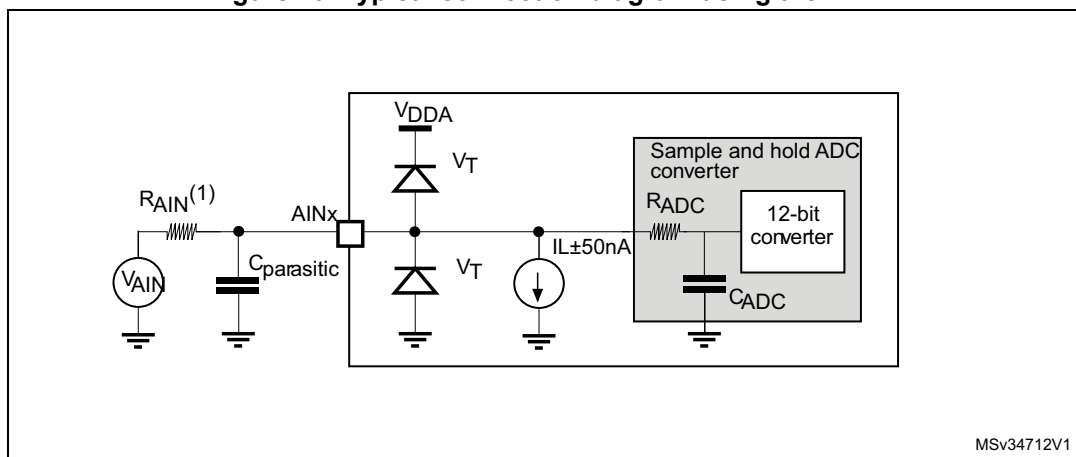 VDDA
VT
Sample and hold ADC
converter
RAIN(1)
AINx
RADC
12-bit
converter
IL±50nA
VAIN
Cparasitic
VT
CADC
MSv34712V1